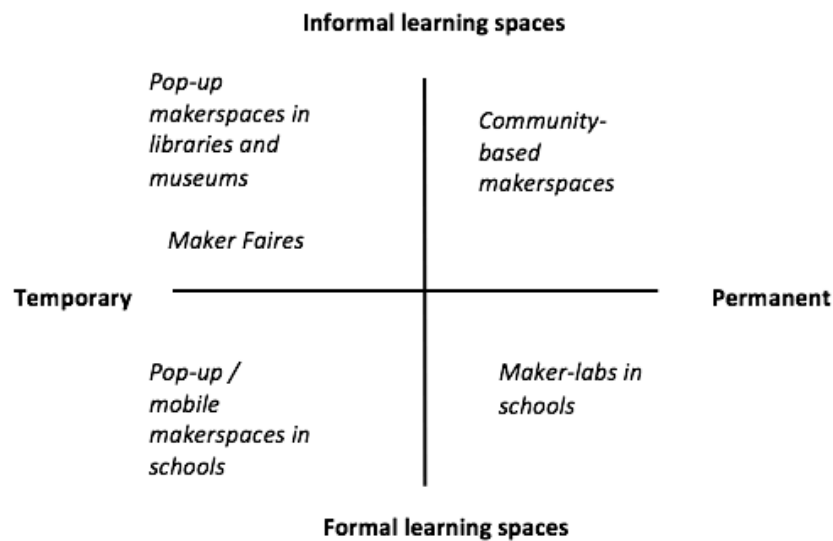 Informal learning spaces
Pop-up
makerspaces in
libraries and
museums
Community-
based
makerspaces
Maker Faires
Temporary
Permanent
Pop-up /
mobile
makerspaces in
schools
Maker-labs in
schools
Formal learning spaces